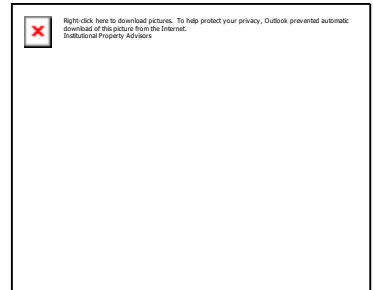 Right-click here to download pictures. To help protect your privacy, Outlook prevented automatic
download of this picture from the Internet.
Institutional Property Advisors